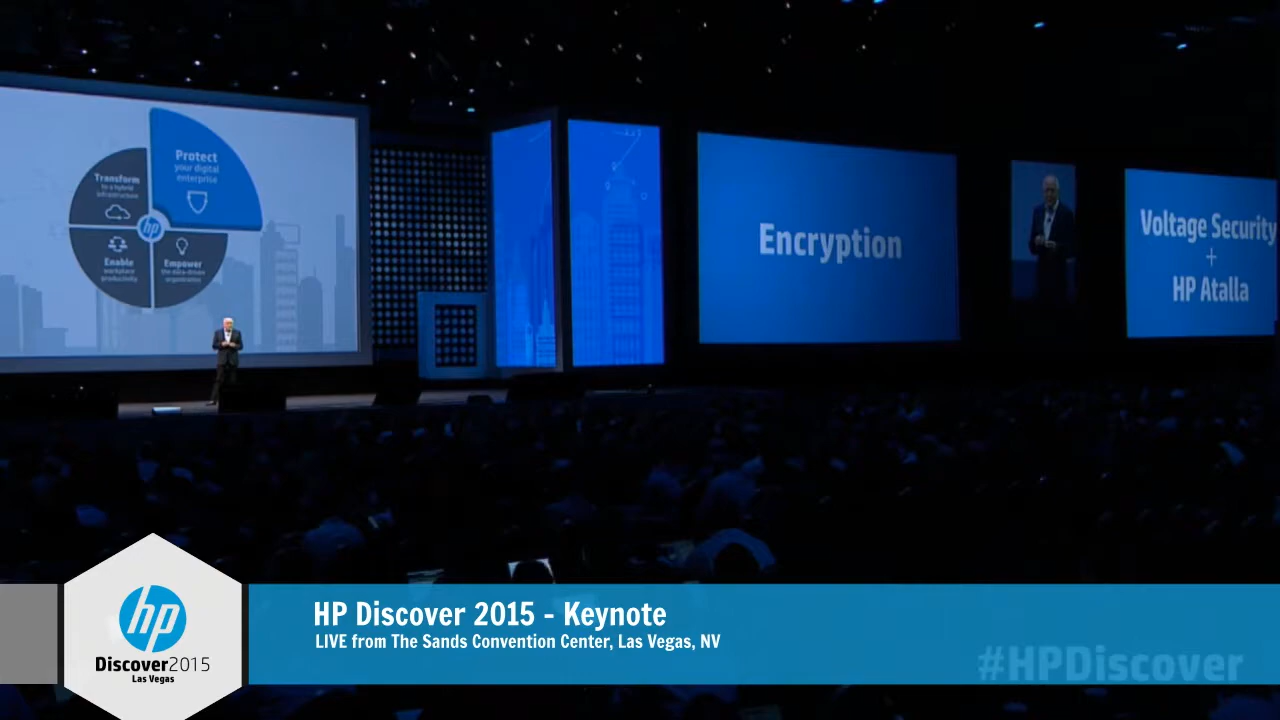 Protect
your digital
enterprise
Transform
to a hybrid
infrastructure
hp
Enable
workplace
productivity
Empower
the data-driven
organization
Encryption
Voltage Security
+
HP Atalla
HP Discover 2015 - Keynote
LIVE from The Sands Convention Center, Las Vegas, NV
#HPDiscover
hp
Discover2015
Las Vegas